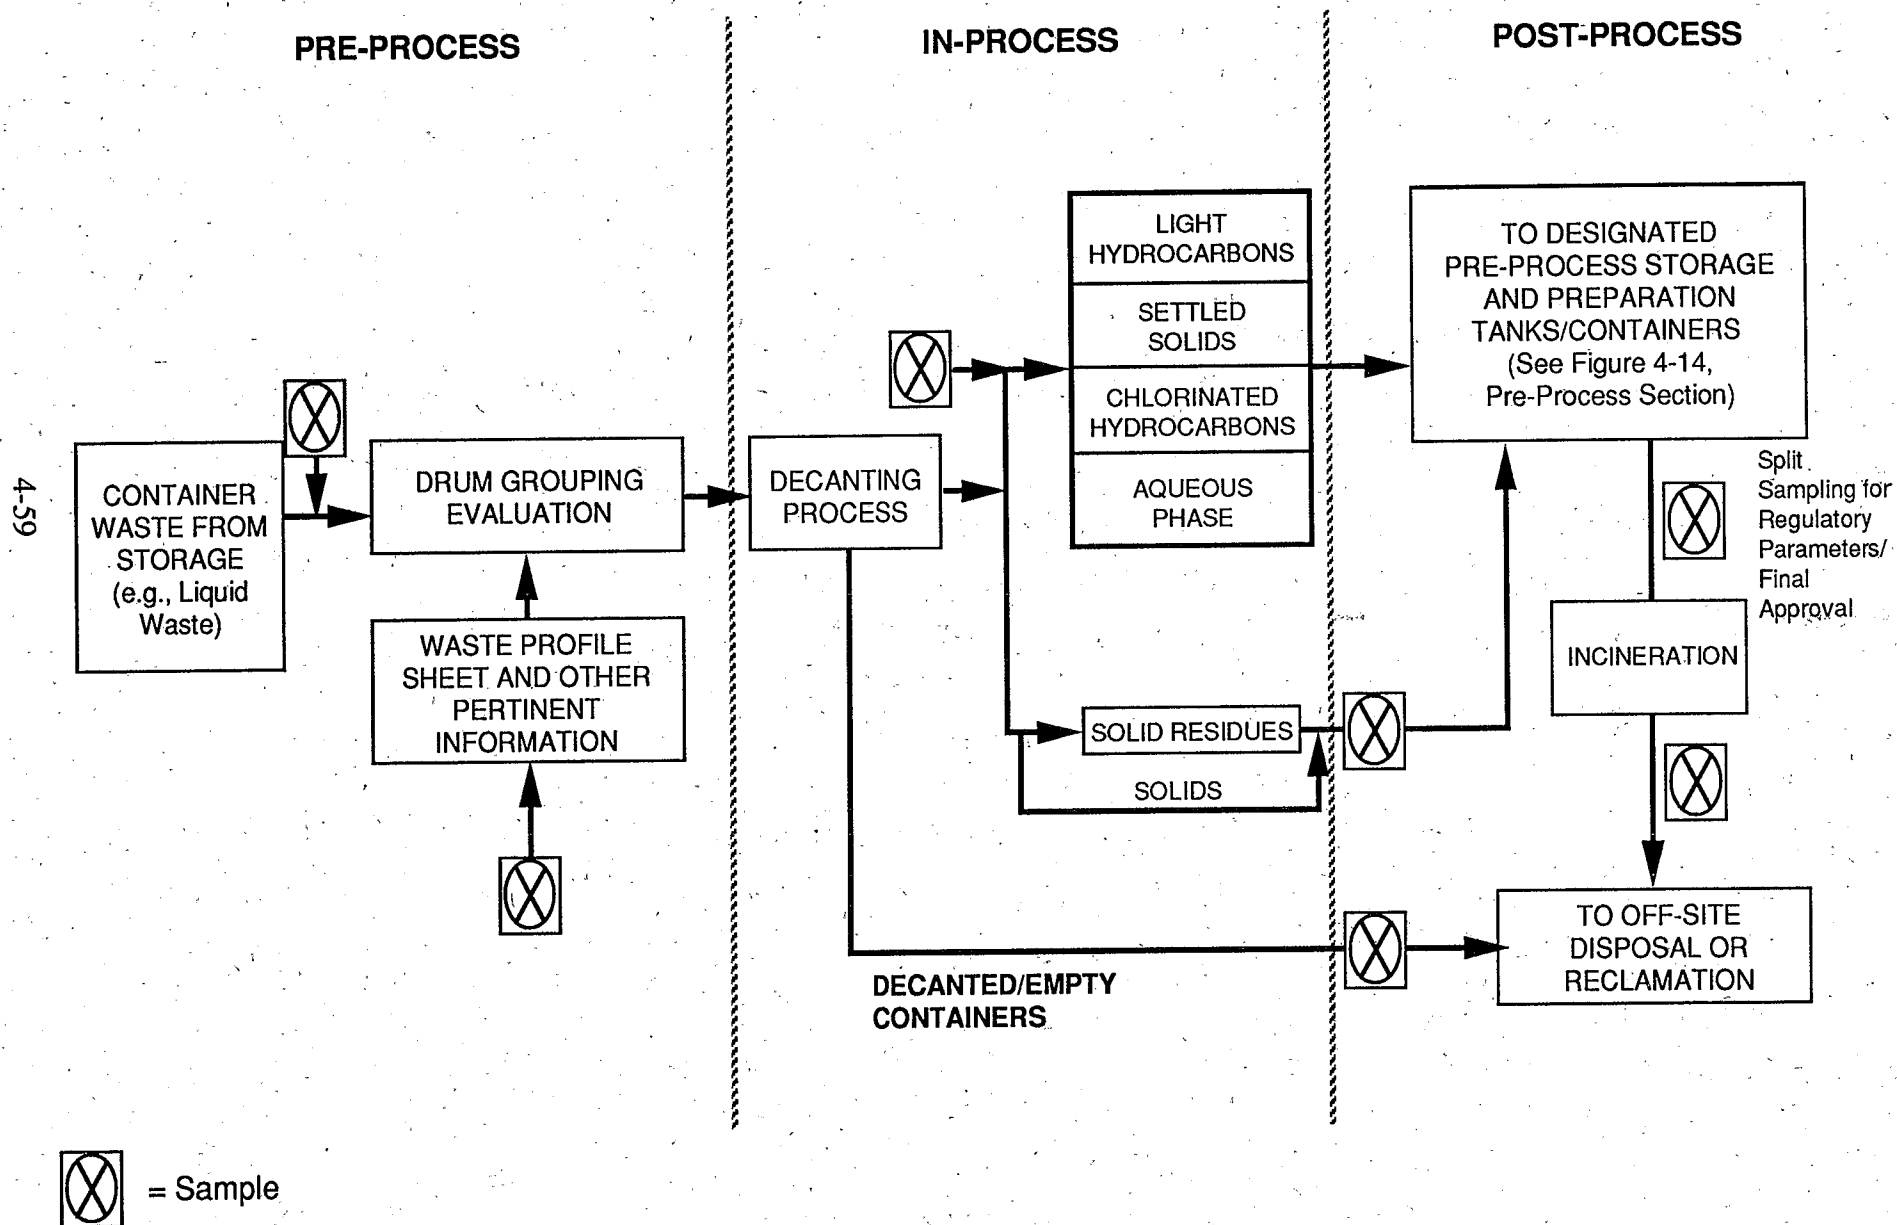 PRE-PROCESS
IN-PROCESS
POST-PROCESS
CONTAINER
WASTE FROM
STORAGE
(e.g., Liquid
Waste)
DRUM GROUPING
EVALUATION
WASTE PROFILE
SHEET AND OTHER
PERTINENT
INFORMATION
DECANTING
PROCESS
LIGHT
HYDROCARBONS
SETTLED
SOLIDS
CHLORINATED
HYDROCARBONS
AQUEOUS
PHASE
SOLID RESIDUES
SOLIDS
DECANTED/EMPTY
CONTAINERS
TO DESIGNATED
PRE-PROCESS STORAGE
AND PREPARATION
TANKS/CONTAINERS
(See Figure 4-14,
Pre-Process Section)
Split
Sampling for
Regulatory
Parameters/
Final
Approval
INCINERATION
TO OFF-SITE
DISPOSAL OR
RECLAMATION
4-59
= Sample